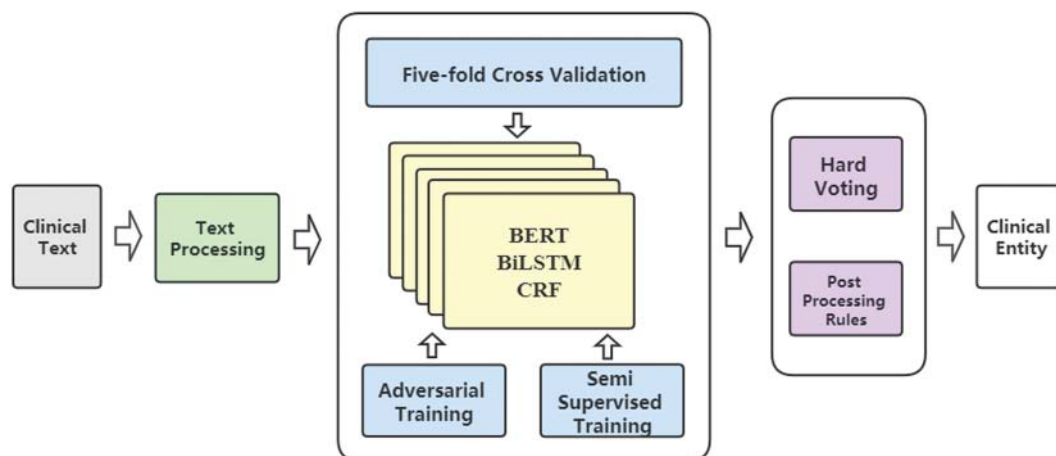 Clinical
Text
Text
Processing
Five-fold Cross Validation
BERT
BiLSTM
CRF
Adversarial
Training
Semi
Supervised
Training
Hard
Voting
Post
Processing
Rules
Clinical
Entity